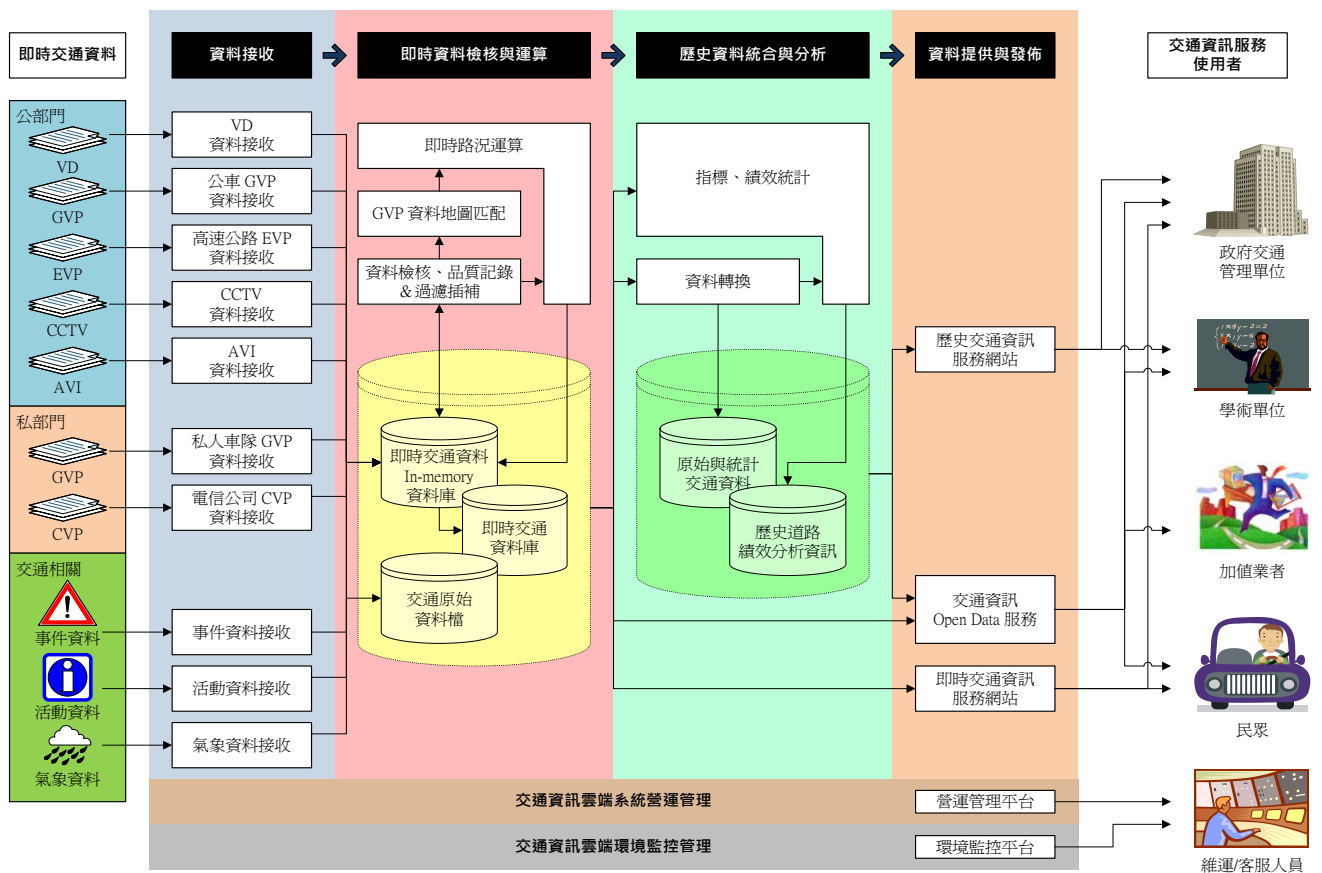 即時交通資料
資料接收
即時資料檢核與運算
歷史資料統合與分析
資料提供與發佈
交通資訊服務
使用者
公部門
VD
GVP
EVP
CCTV
AVI
私部門
GVP
CVP
交通相關
事件資料
活動資料
氣象資料
VD
資料接收
公車 GVP
資料接收
高速公路 EVP
資料接收
CCTV
資料接收
AVI
資料接收
私人車隊 GVP
資料接收
電信公司 CVP
資料接收
事件資料接收
活動資料接收
氣象資料接收
即時路況運算
GVP 資料地圖匹配
資料檢核、品質記錄
& 過濾插補
即時交通資料
In-memory
資料庫
即時交通
資料庫
交通原始
資料檔
指標、績效統計
資料轉換
原始與統計
交通資料
歷史道路
績效分析資訊
歷史交通資訊
服務網站
交通資訊
Open Data 服務
即時交通資訊
服務網站
政府交通
管理單位
學術單位
加值業者
民眾
交通資訊雲端系統營運管理
營運管理平台
交通資訊雲端環境監控管理
環境監控平台
維運/客服人員